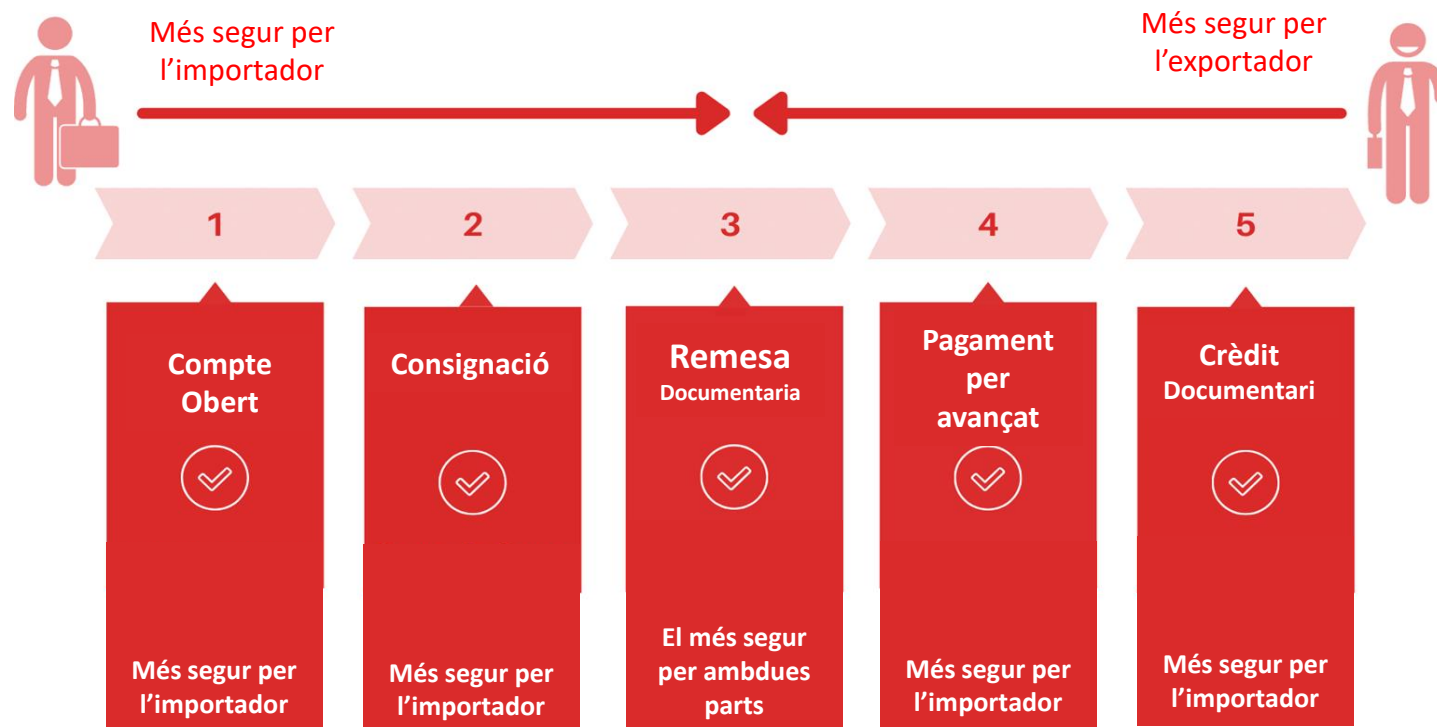 Més segur per
l’importador
Més segur per
l’exportador
1
2
3
4
5
Compte
Obert
Consignació
Remesa
Documentaria
Pagament
per
avançat
Crèdit
Documentari
Més segur per
l’importador
Més segur per
l’importador
El més segur
per ambdues
parts
Més segur per
l’importador
Més segur per
l’importador